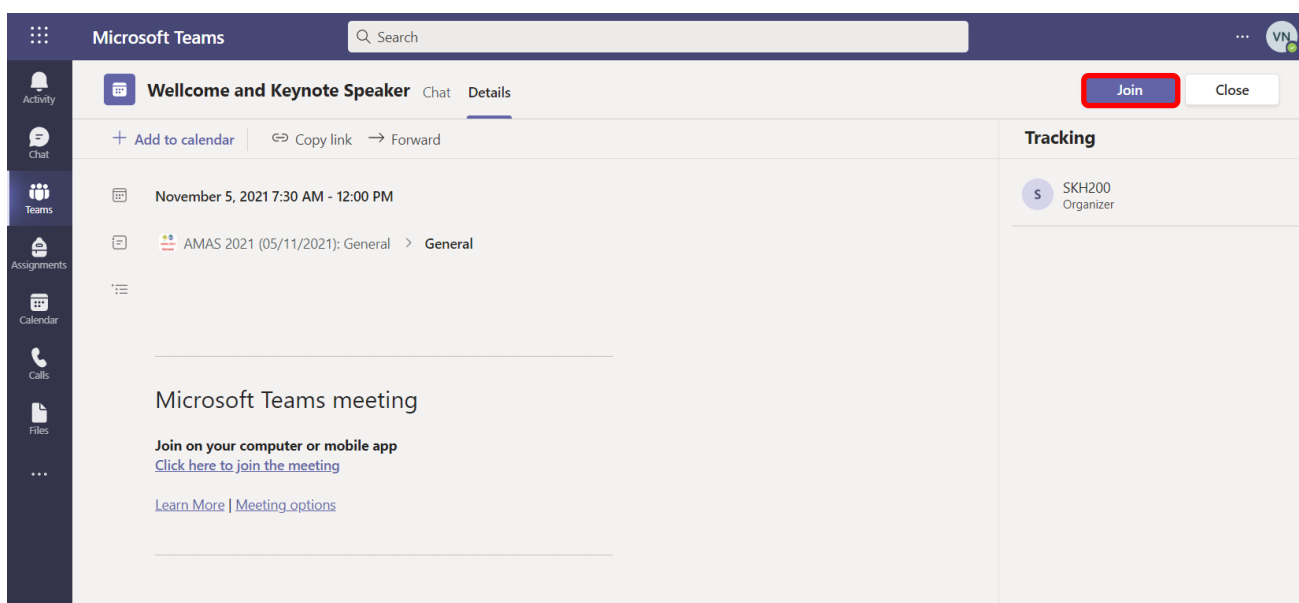 Microsoft Teams
Search
VN
Activity
Chat
Teams
Assignments
Calendar
Calls
Files
Wellcome and Keynote Speaker Chat Details
Join Close
+ Add to calendar Copy link → Forward
November 5, 2021 7:30 AM - 12:00 PM
AMAS 2021 (05/11/2021): General > General
Microsoft Teams meeting
Join on your computer or mobile app
Click here to join the meeting
Learn More | Meeting options
Tracking
S SKH200
Organizer